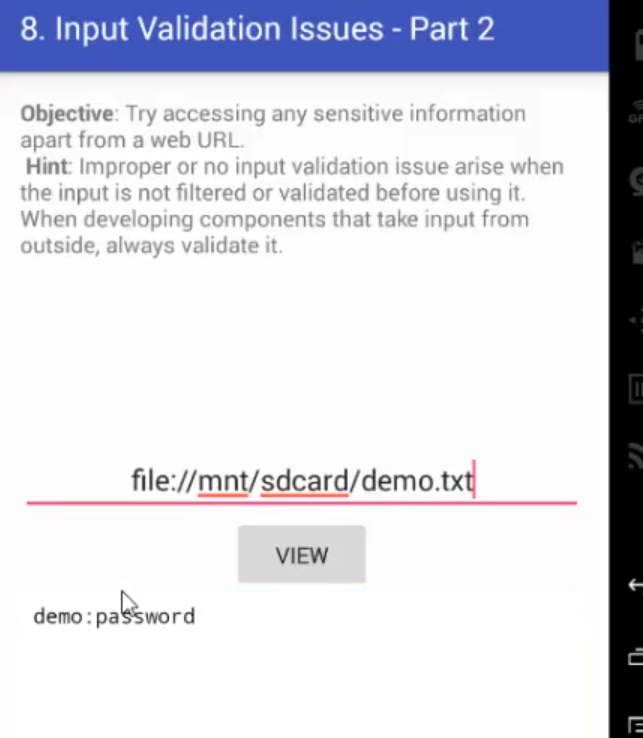 8. Input Validation Issues - Part 2
Objective: Try accessing any sensitive information
apart from a web URL.
Hint: Improper or no input validation issue arise when
the input is not filtered or validated before using it.
When developing components that take input from
outside, always validate it.
file://mnt/sdcard/demo.txt
VIEW
demo:password